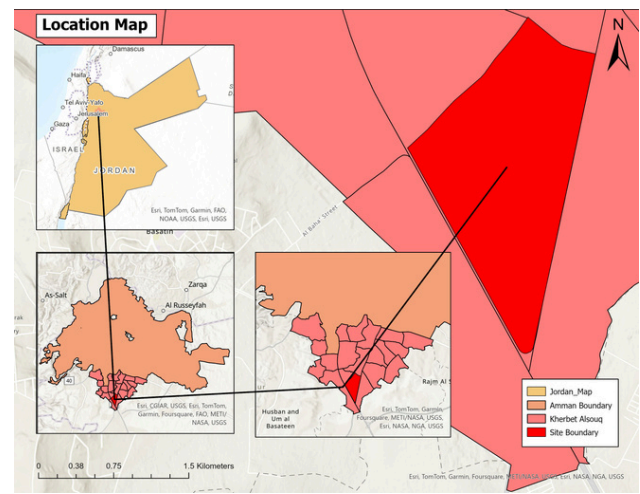 Location Map
N
Damascus
Haifa
Tel Aviv-Yafo
Jerusalem
Gaza
ISRAEL
JORDAN
Esri, TomTom, Garmin, FAO,
NOAA, USGS, Esri, USGS
Al Baha' Street
Basatin
As-Salt
Zarqa
Al Russeyfah
40
Esri, CGIAR, USGS, Esri, TomTom,
Garmin, Foursquare, FAO, METI/
NASA, USGS
Rajm Al S
Husban and
Um al
Basateen
Esri, TomTom, Garmin,
Foursquare, METI/NASA, USGS,
Esri, NASA, NGA, USGS
Jordan_Map
Amman Boundary
Kherbet Alsouq
Site Boundary
0 0.38 0.75 1.5 Kilometers
Esri, TomTom, Garmin, Foursquare, METI/NASA, USGS, Esri, NASA, NGA, USGS